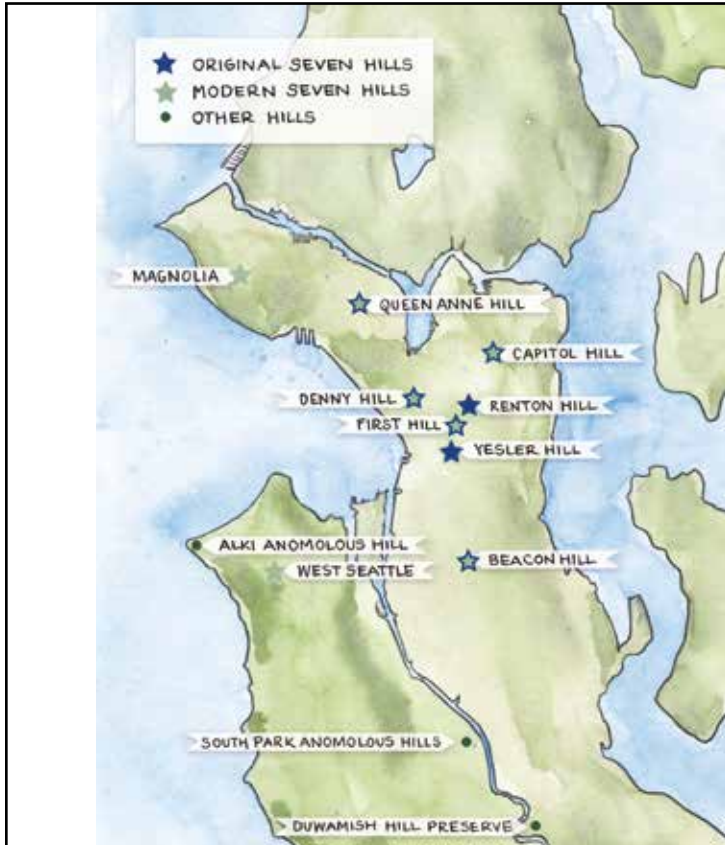 ORIGINAL SEVEN HILLS
MODERN SEVEN HILLS
OTHER HILLS
MAGNOLIA
QUEEN ANNE HILL
CAPITOL HILL
DENNY HILL
RENTON HILL
FIRST HILL
YESLER HILL
ALKI ANOMOLOUS HILL
BEACON HILL
WEST SEATTLE
SOUTH PARK ANOMOLOUS HILLS
DUWAMISH HILL PRESERVE